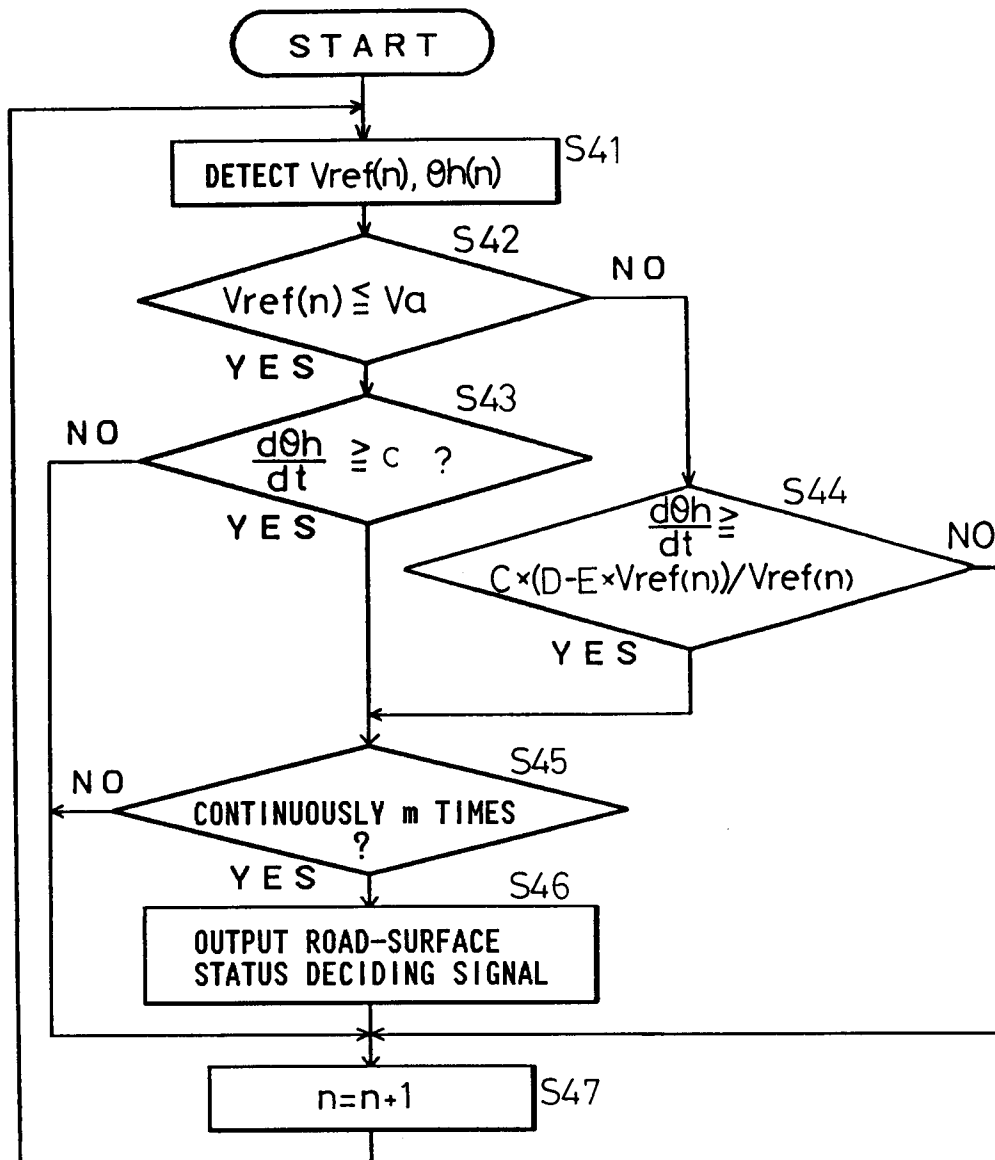 START
DETECT Vref(n), θh(n)
S41
S42
NO
Vref(n) ≦ Va
YES
S43
NO
dθh
dt
≧ C ?
YES
S44
dθh
dt
≧
C×(D-E×Vref(n))/Vref(n)
NO
YES
S45
NO
CONTINUOUSLY m TIMES
?
YES
S46
OUTPUT ROAD-SURFACE
STATUS DECIDING SIGNAL
n=n+1
S47